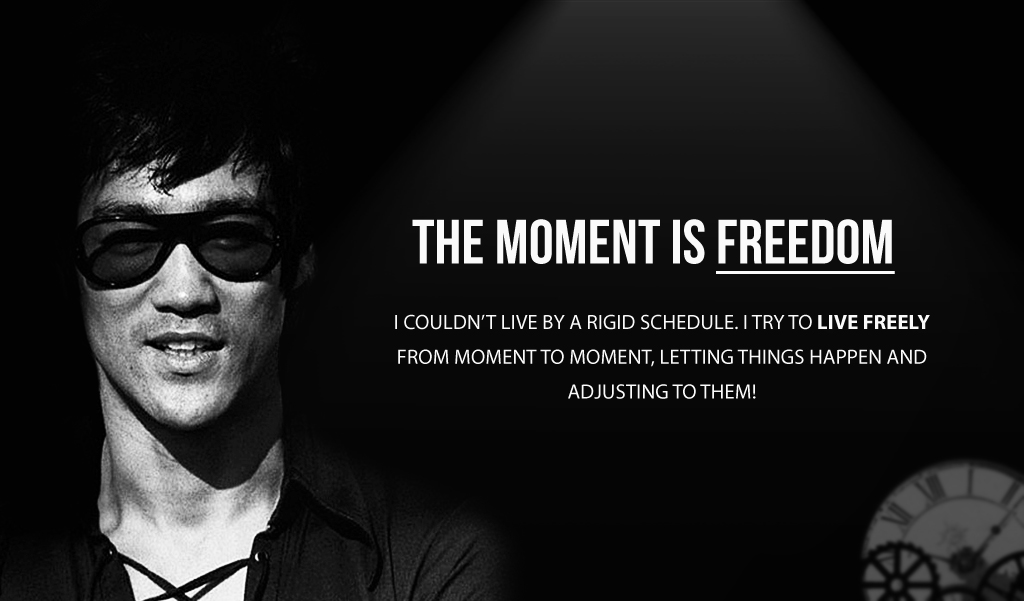 THE MOMENT IS FREEDOM
I COULDN’T LIVE BY A RIGID SCHEDULE. I TRY TO LIVE FREELY
FROM MOMENT TO MOMENT, LETTING THINGS HAPPEN AND
ADJUSTING TO THEM!